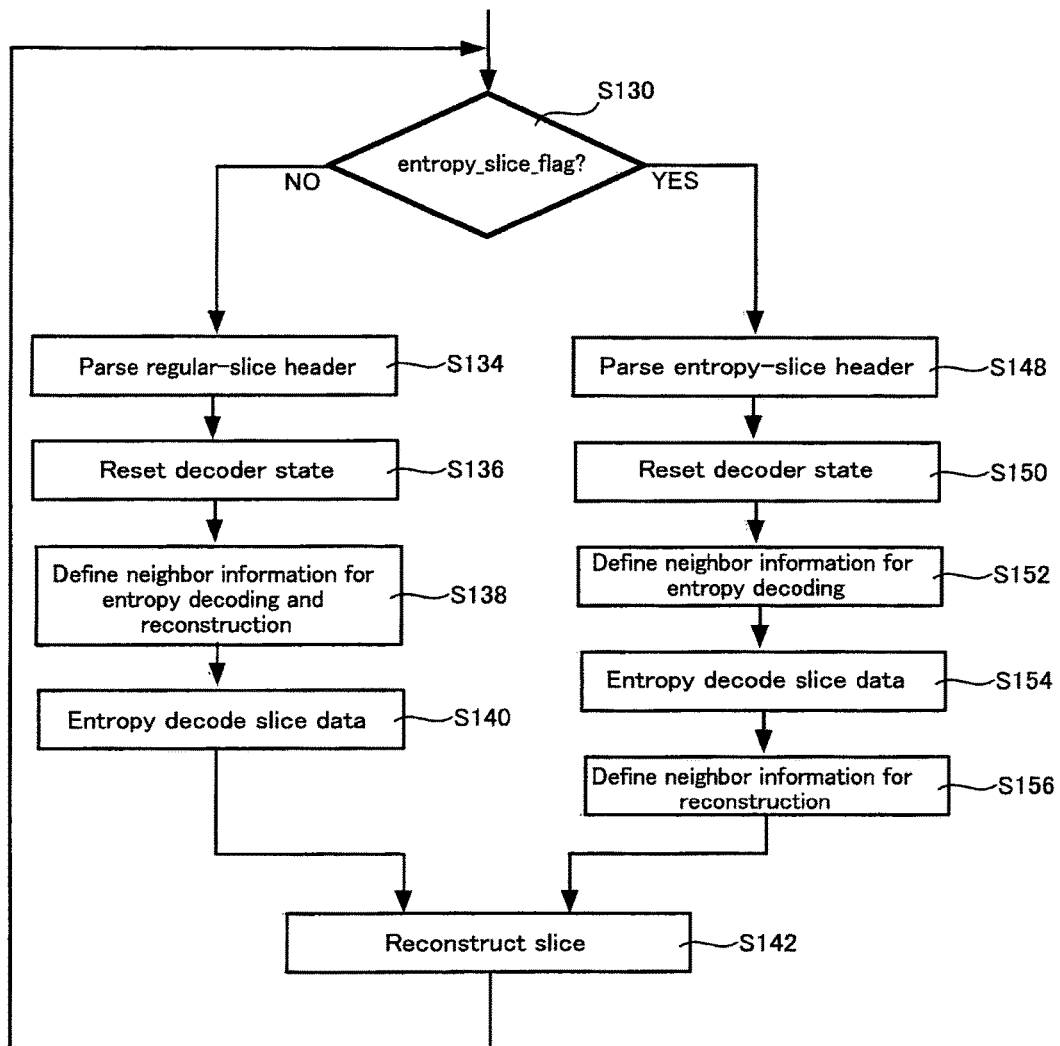 S130
entropy_slice_flag?
NO
YES
Parse regular-slice header
S134
Reset decoder state
S136
Define neighbor information for
entropy decoding and
reconstruction
S138
Entropy decode slice data
S140
Parse entropy-slice header
S148
Reset decoder state
S150
Define neighbor information for
entropy decoding
S152
Entropy decode slice data
S154
Define neighbor information for
reconstruction
S156
Reconstruct slice
S142